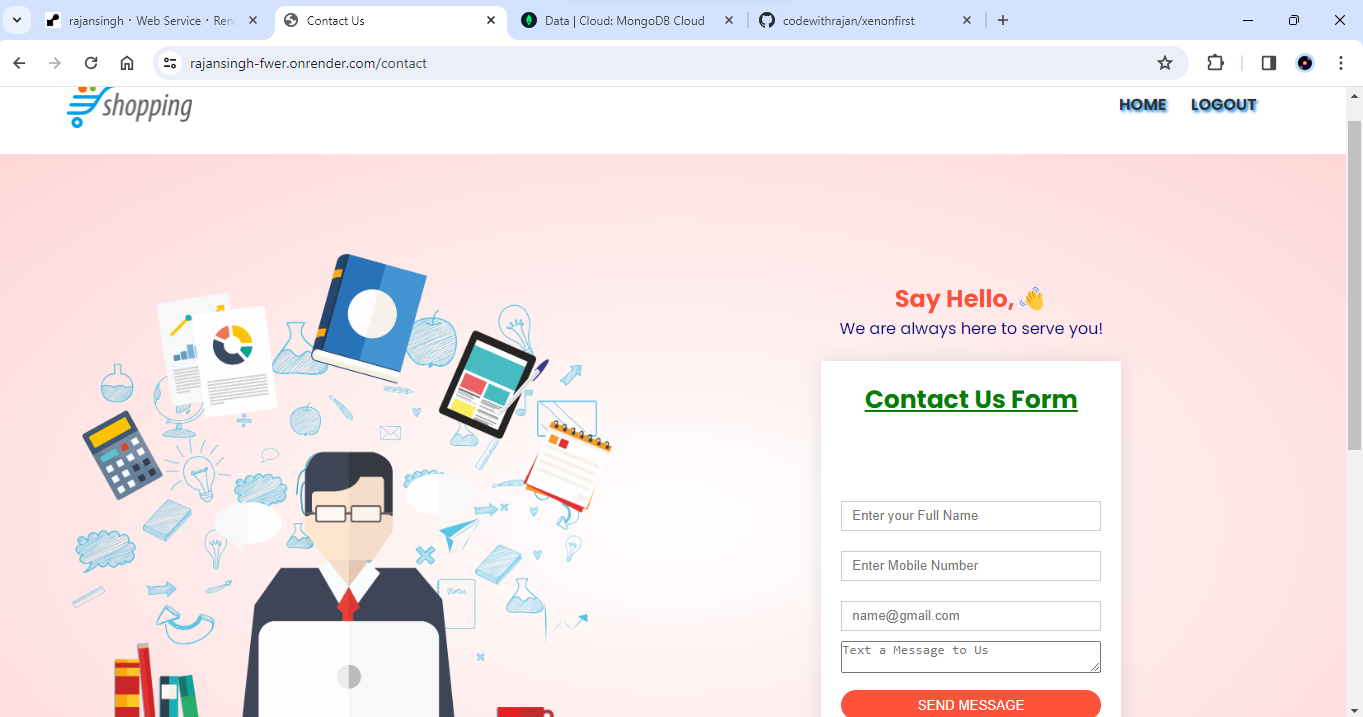 rajansingh · Web Service · Ren
Contact Us
Data | Cloud: MongoDB Cloud
codewithrajan/xenonfirst
rajansingh-fwer.onrender.com/contact
shopping
HOME LOGOUT
Say Hello, 👋
We are always here to serve you!
Contact Us Form
Enter your Full Name
Enter Mobile Number
name@gmail.com
Text a Message to Us
SEND MESSAGE
Notes